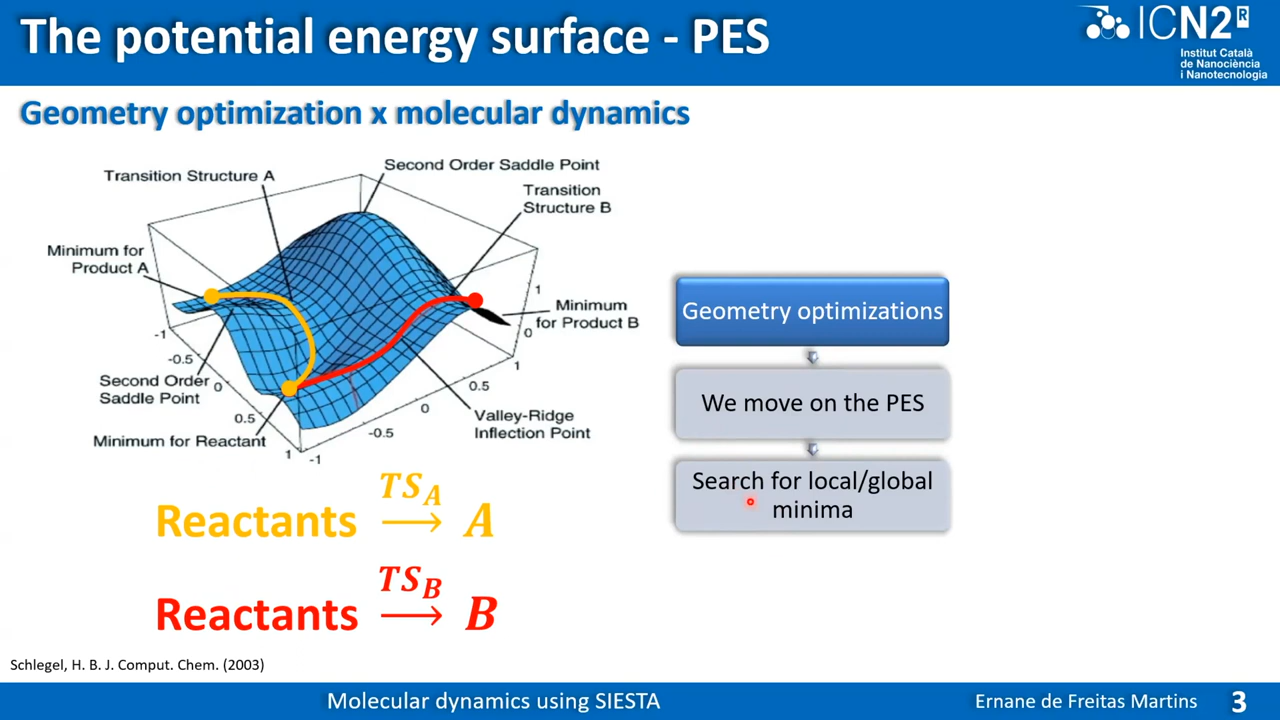 The potential energy surface - PES
ICN2
R
Institut Català
de Nanociència
i Nanotecnologia
Geometry optimization x molecular dynamics
Second Order Saddle Point
Transition Structure A
Transition
Structure B
Minimum for
Product A
1
Minimum
for Product B
0
-1
-0.5
0
0.5
1
-1
-0.5
0
0.5
1
Second Order
Saddle Point
Valley-Ridge
Inflection Point
Minimum for Reactant
Geometry optimizations
We move on the PES
Search for local/global
minima
Reactants TS_A ⟶ A
Reactants TS_B ⟶ B
Schlegel, H. B. J. Comput. Chem. (2003)
Molecular dynamics using SIESTA
Ernane de Freitas Martins
3